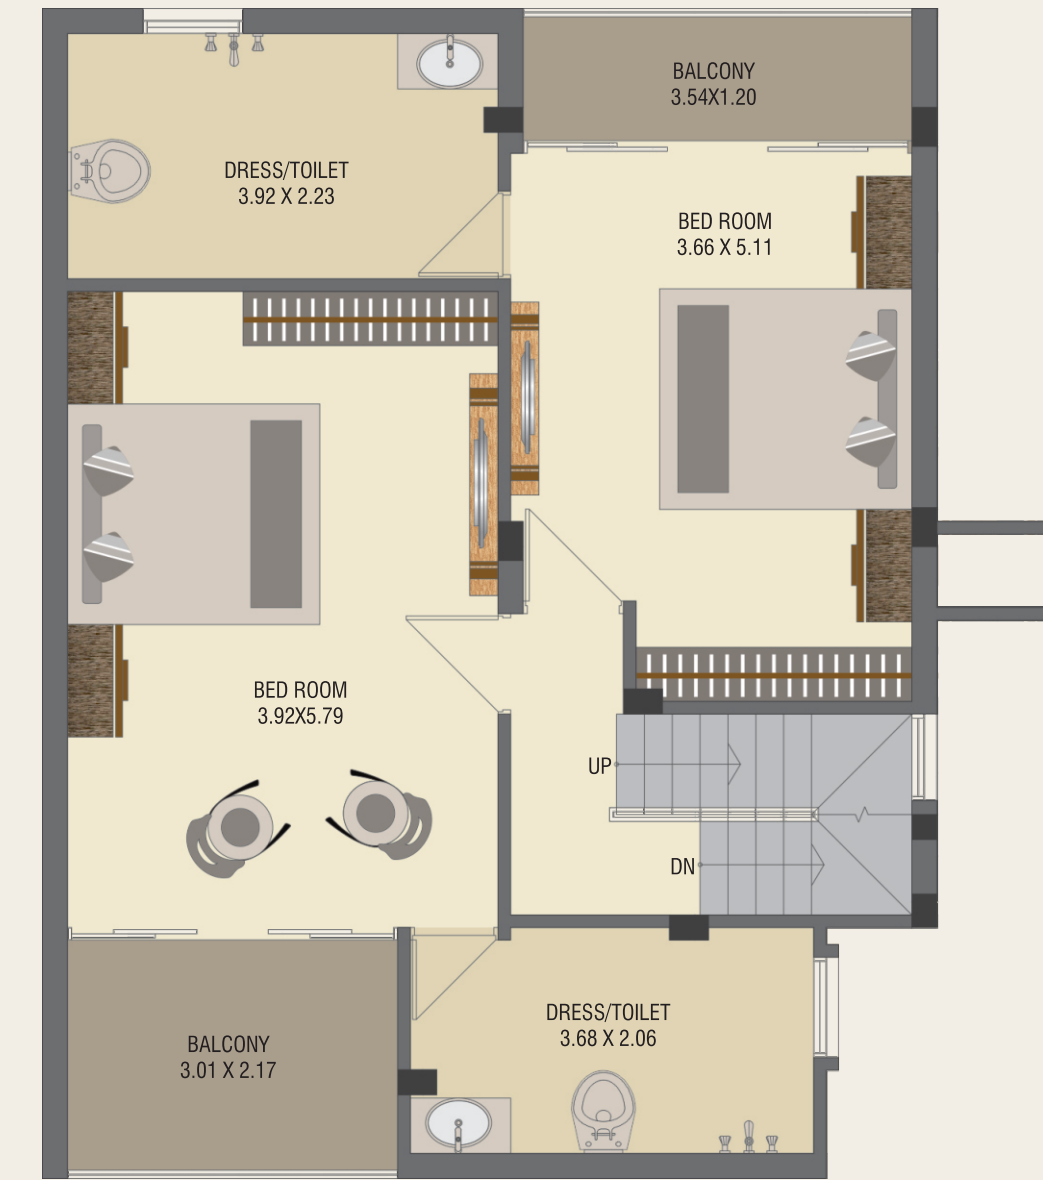 BALCONY
3.54X1.20
DRESS/TOILET
3.92 X 2.23
BED ROOM
3.66 X 5.11
BED ROOM
3.92X5.79
UP
DN
DRESS/TOILET
3.68 X 2.06
BALCONY
3.01 X 2.17